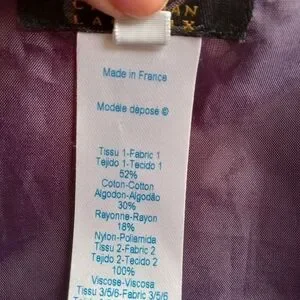 Made in France
Modèle déposé ©
Tissu 1-Fabric 1
Tejido 1-Tecido 1
52%
Coton-Cotton
Algodon-Algodão
30%
Rayonne-Rayon
18%
Nylon-Poliamida
Tissu 2-Fabric 2
Tejido 2-Tecido 2
100%
Viscose-Viscosa
Tissu 3/5/6-Fabric 3/5/6